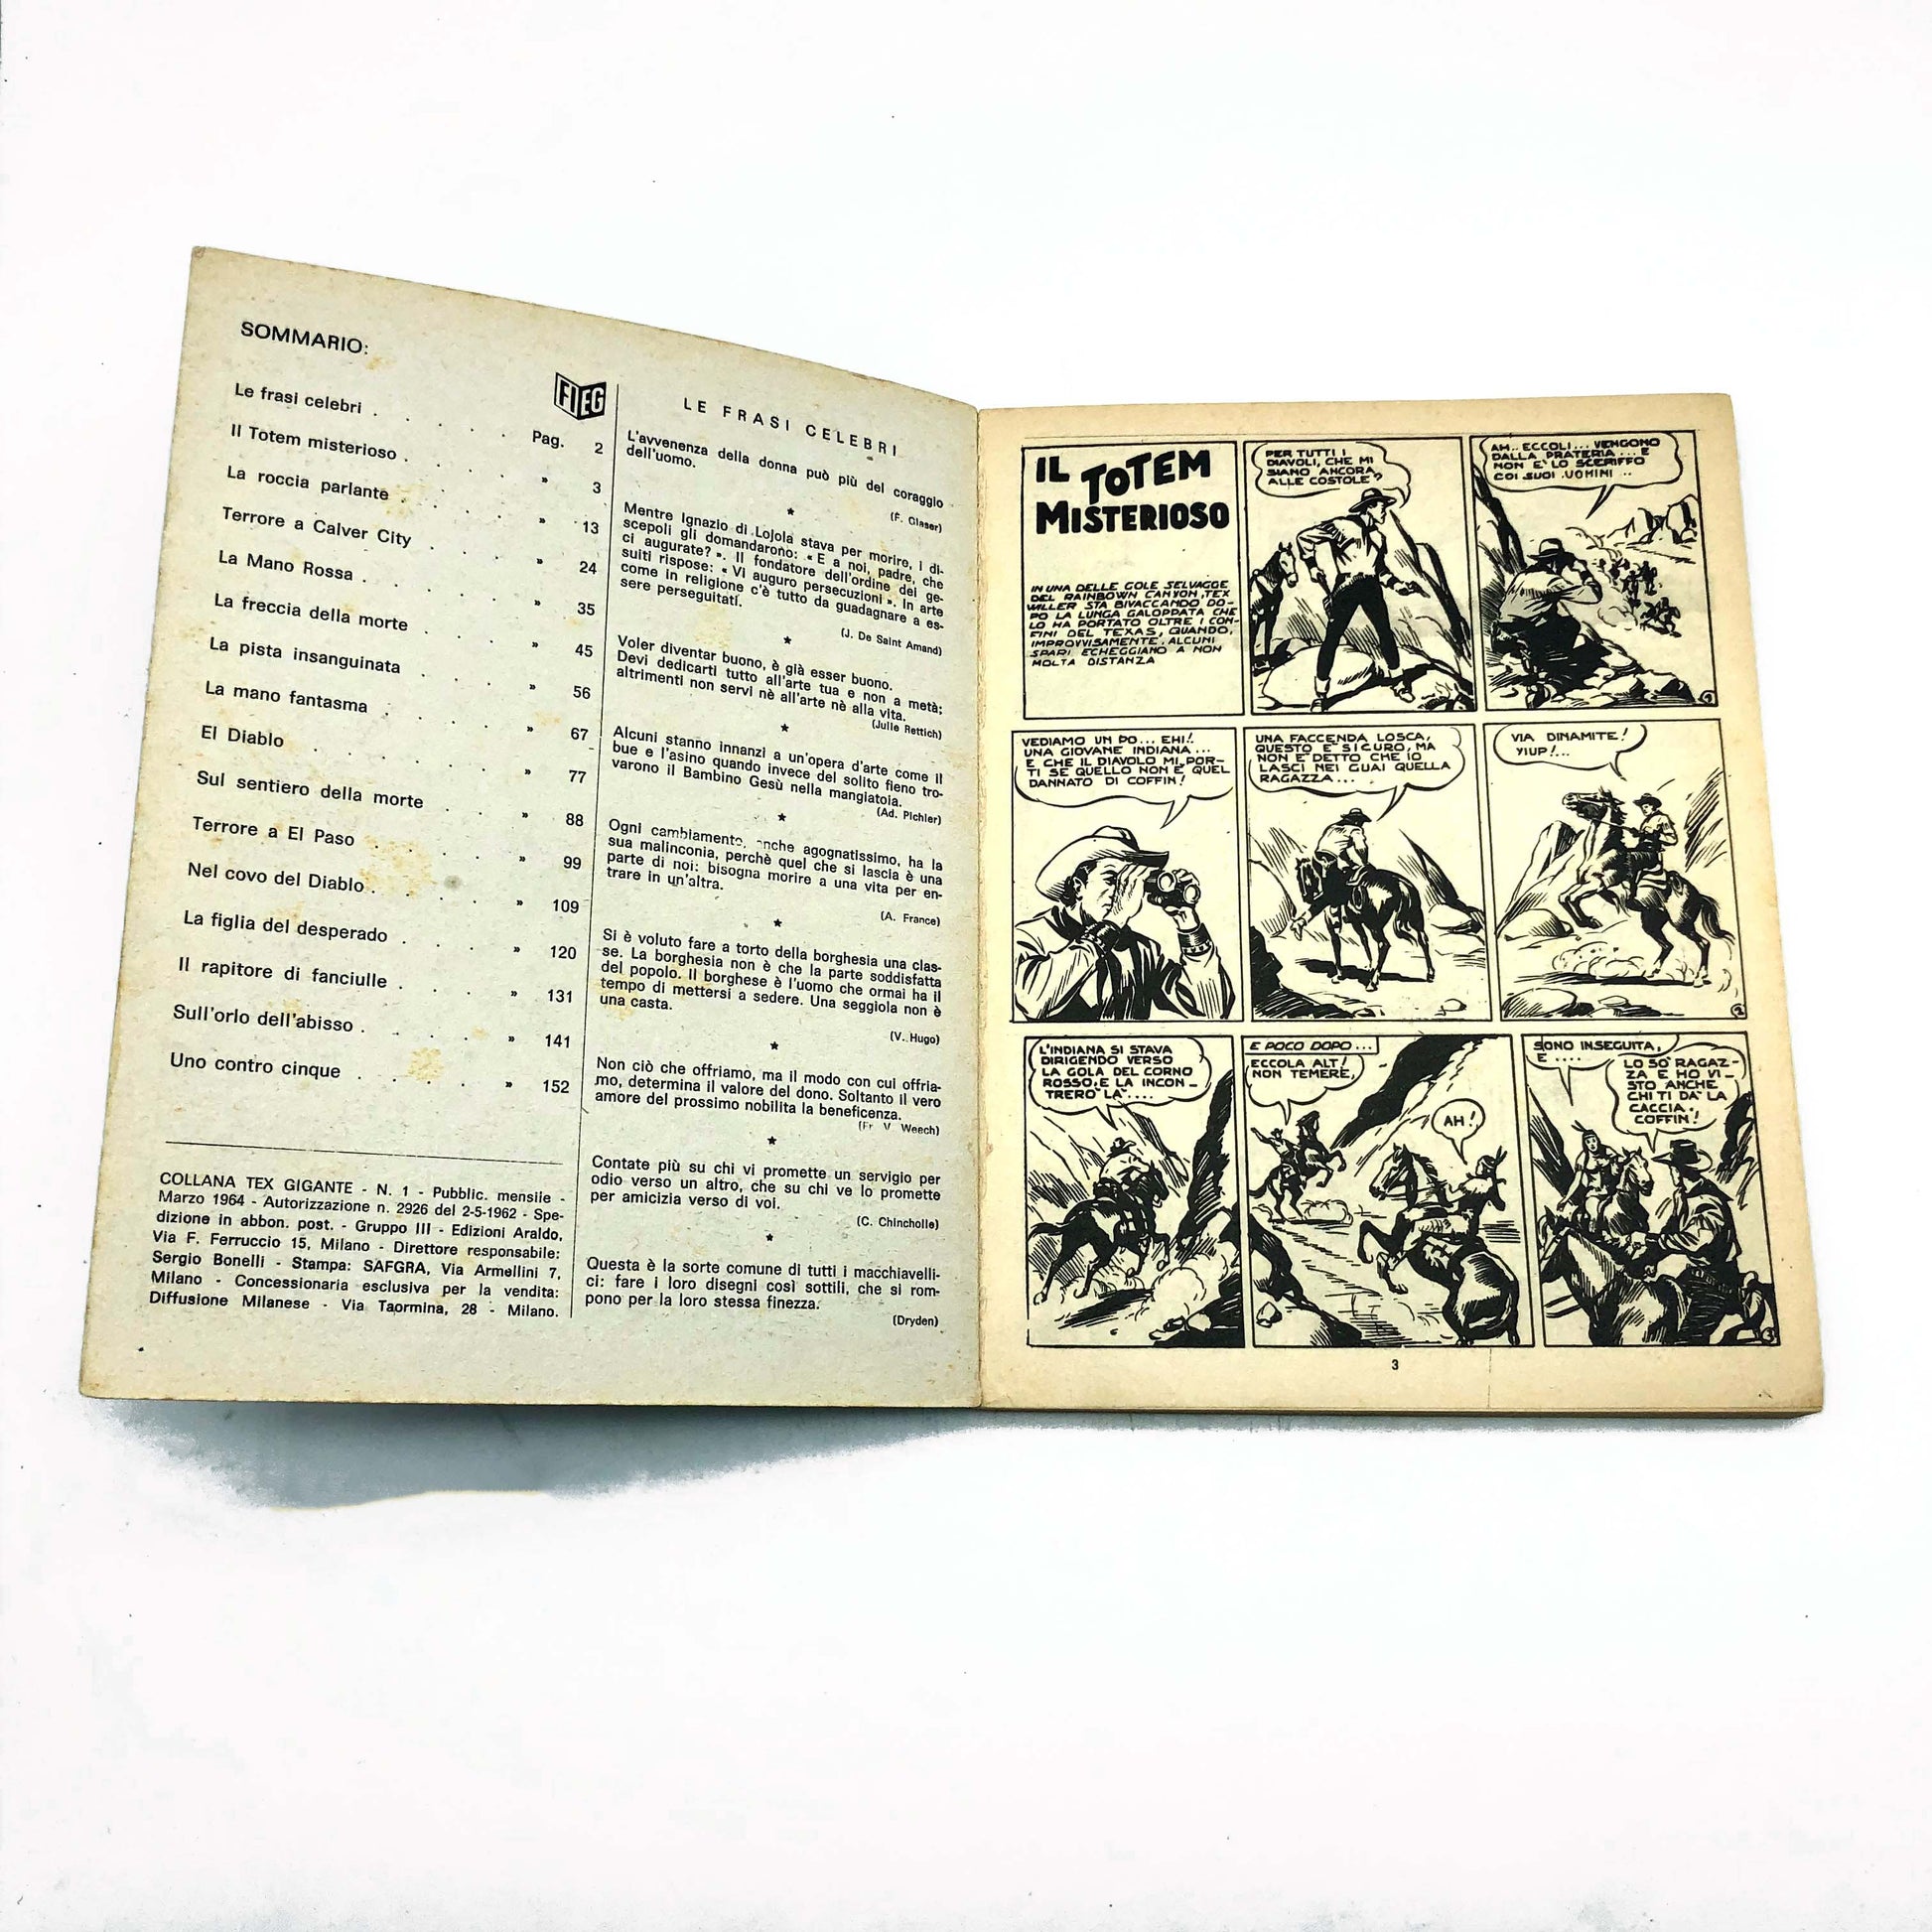 SOMMARIO:
FIEG
Le frasi celebri . . . . . Pag. 2
Il Totem misterioso . . . . » 3
La roccia parlante . . . . » 13
Terrore a Calver City . . . » 24
La Mano Rossa . . . . . » 35
La freccia della morte . . . » 45
La pista insanguinata . . . » 56
La mano fantasma . . . . » 67
El Diablo . . . . . » 77
Sul sentiero della morte . . . » 88
Terrore a El Paso . . . . » 99
Nel covo del Diablo . . . . » 109
La figlia del desperado . . . » 120
Il rapitore di fanciulle . . . » 131
Sull'orlo dell'abisso . . . . » 141
Uno contro cinque . . . . » 152
COLLANA TEX GIGANTE - N. 1 - Pubblic. mensile -
Marzo 1964 - Autorizzazione n. 2926 del 2-5-1962 - Spe-
dizione in abbon. post. - Gruppo III - Edizioni Araldo,
Via F. Ferruccio 15, Milano - Direttore responsabile:
Sergio Bonelli - Stampa: SAFGRA, Via Armellini 7,
Milano - Concessionaria esclusiva per la vendita:
Diffusione Milanese - Via Taormina, 28 - Milano.
LE FRASI CELEBRI
L'avvenenza della donna può più del coraggio
dell'uomo.
(F. Glaser)
★
Mentre Ignazio di Lojola stava per morire, i di-
scepoli gli domandarono: « E a noi, padre, che
ci augurate? ». Il fondatore dell'ordine dei ge-
suiti rispose: « Vi auguro persecuzioni ». In arte
come in religione c'è tutto da guadagnare a es-
sere perseguitati.
(J. De Saint Amand)
★
Voler diventar buono, è già esser buono.
Devi dedicarti tutto all'arte tua e non a metà;
altrimenti non servi nè all'arte nè alla vita.
(Julie Rettich)
★
Alcuni stanno innanzi a un'opera d'arte come il
bue e l'asino quando invece del solito fieno tro-
varono il Bambino Gesù nella mangiatoia.
(Ad. Pichler)
★
Ogni cambiamento, anche agognatissimo, ha la
sua malinconia, perchè quel che si lascia è una
parte di noi: bisogna morire a una vita per en-
trare in un'altra.
(A. France)
★
Si è voluto fare a torto della borghesia una clas-
se. La borghesia non è che la parte soddisfatta
del popolo. Il borghese è l'uomo che ormai ha il
tempo di mettersi a sedere. Una seggiola non è
una casta.
(V. Hugo)
★
Non ciò che offriamo, ma il modo con cui offria-
mo, determina il valore del dono. Soltanto il vero
amore del prossimo nobilita la beneficenza.
(Fr. V. Weech)
★
Contate più su chi vi promette un servigio per
odio verso un altro, che su chi ve lo promette
per amicizia verso di voi.
(C. Chincholle)
★
Questa è la sorte comune di tutti i macchiavelli-
ci: fare i loro disegni così sottili, che si rom-
pono per la loro stessa finezza.
(Dryden)
IL TOTEM
MISTERIOSO
IN UNA DELLE GOLE SELVAGGE
DEL RAINBOWN CANYON, TEX
WILLER STA BIVACCANDO DO-
PO LA LUNGA GALOPPATA CHE
LO HA PORTATO OLTRE I CON-
FINI DEL TEXAS, QUANDO,
IMPROVVISAMENTE, ALCUNI
SPARI ECHEGGIANO A NON
MOLTA DISTANZA
PER TUTTI I
DIAVOLI, CHE MI
SIANO ANCORA
ALLE COSTOLE?
AH.. ECCOLI... VENGONO
DALLA PRATERIA... E
NON E' LO SCERIFFO
COI SUOI UOMINI...
1
VEDIAMO UN PO... EHI!
UNA GIOVANE INDIANA...
E CHE IL DIAVOLO MI POR-
TI SE QUELLO NON E' QUEL
DANNATO DI COFFIN!
UNA FACCENDA LOSCA,
QUESTO E' SICURO, MA
NON E' DETTO CHE IO
LASCI NEI GUAI QUELLA
RAGAZZA...
VIA DINAMITE!
YIUP!...
2
L'INDIANA SI STAVA
DIRIGENDO VERSO
LA GOLA DEL CORNO
ROSSO, E LA INCON-
TRERO' LA'....
E POCO DOPO...
ECCOLA ALT!
NON TEMERE,
AH!
SONO INSEGUITA,
E ....
LO SO' RAGAZ-
ZA E HO VI-
STO ANCHE
CHI TI DA' LA
CACCIA.
COFFIN!
3
3